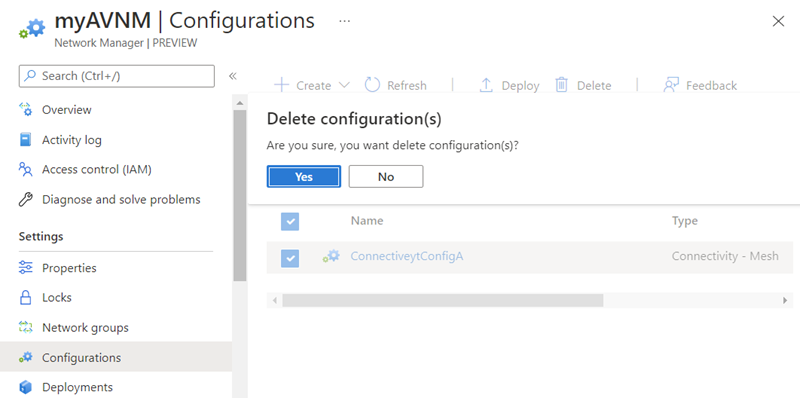 myAVNM | Configurations ...
Network Manager | PREVIEW
Search (Ctrl+/)
«
Overview
Activity log
Access control (IAM)
Diagnose and solve problems
Settings
Properties
Locks
Network groups
Configurations
Deployments
Create
Refresh
Deploy
Delete
Feedback
Delete configuration(s)
Are you sure, you want delete configuration(s)?
Yes
No
Name
Type
ConnectiveytConfigA
Connectivity - Mesh